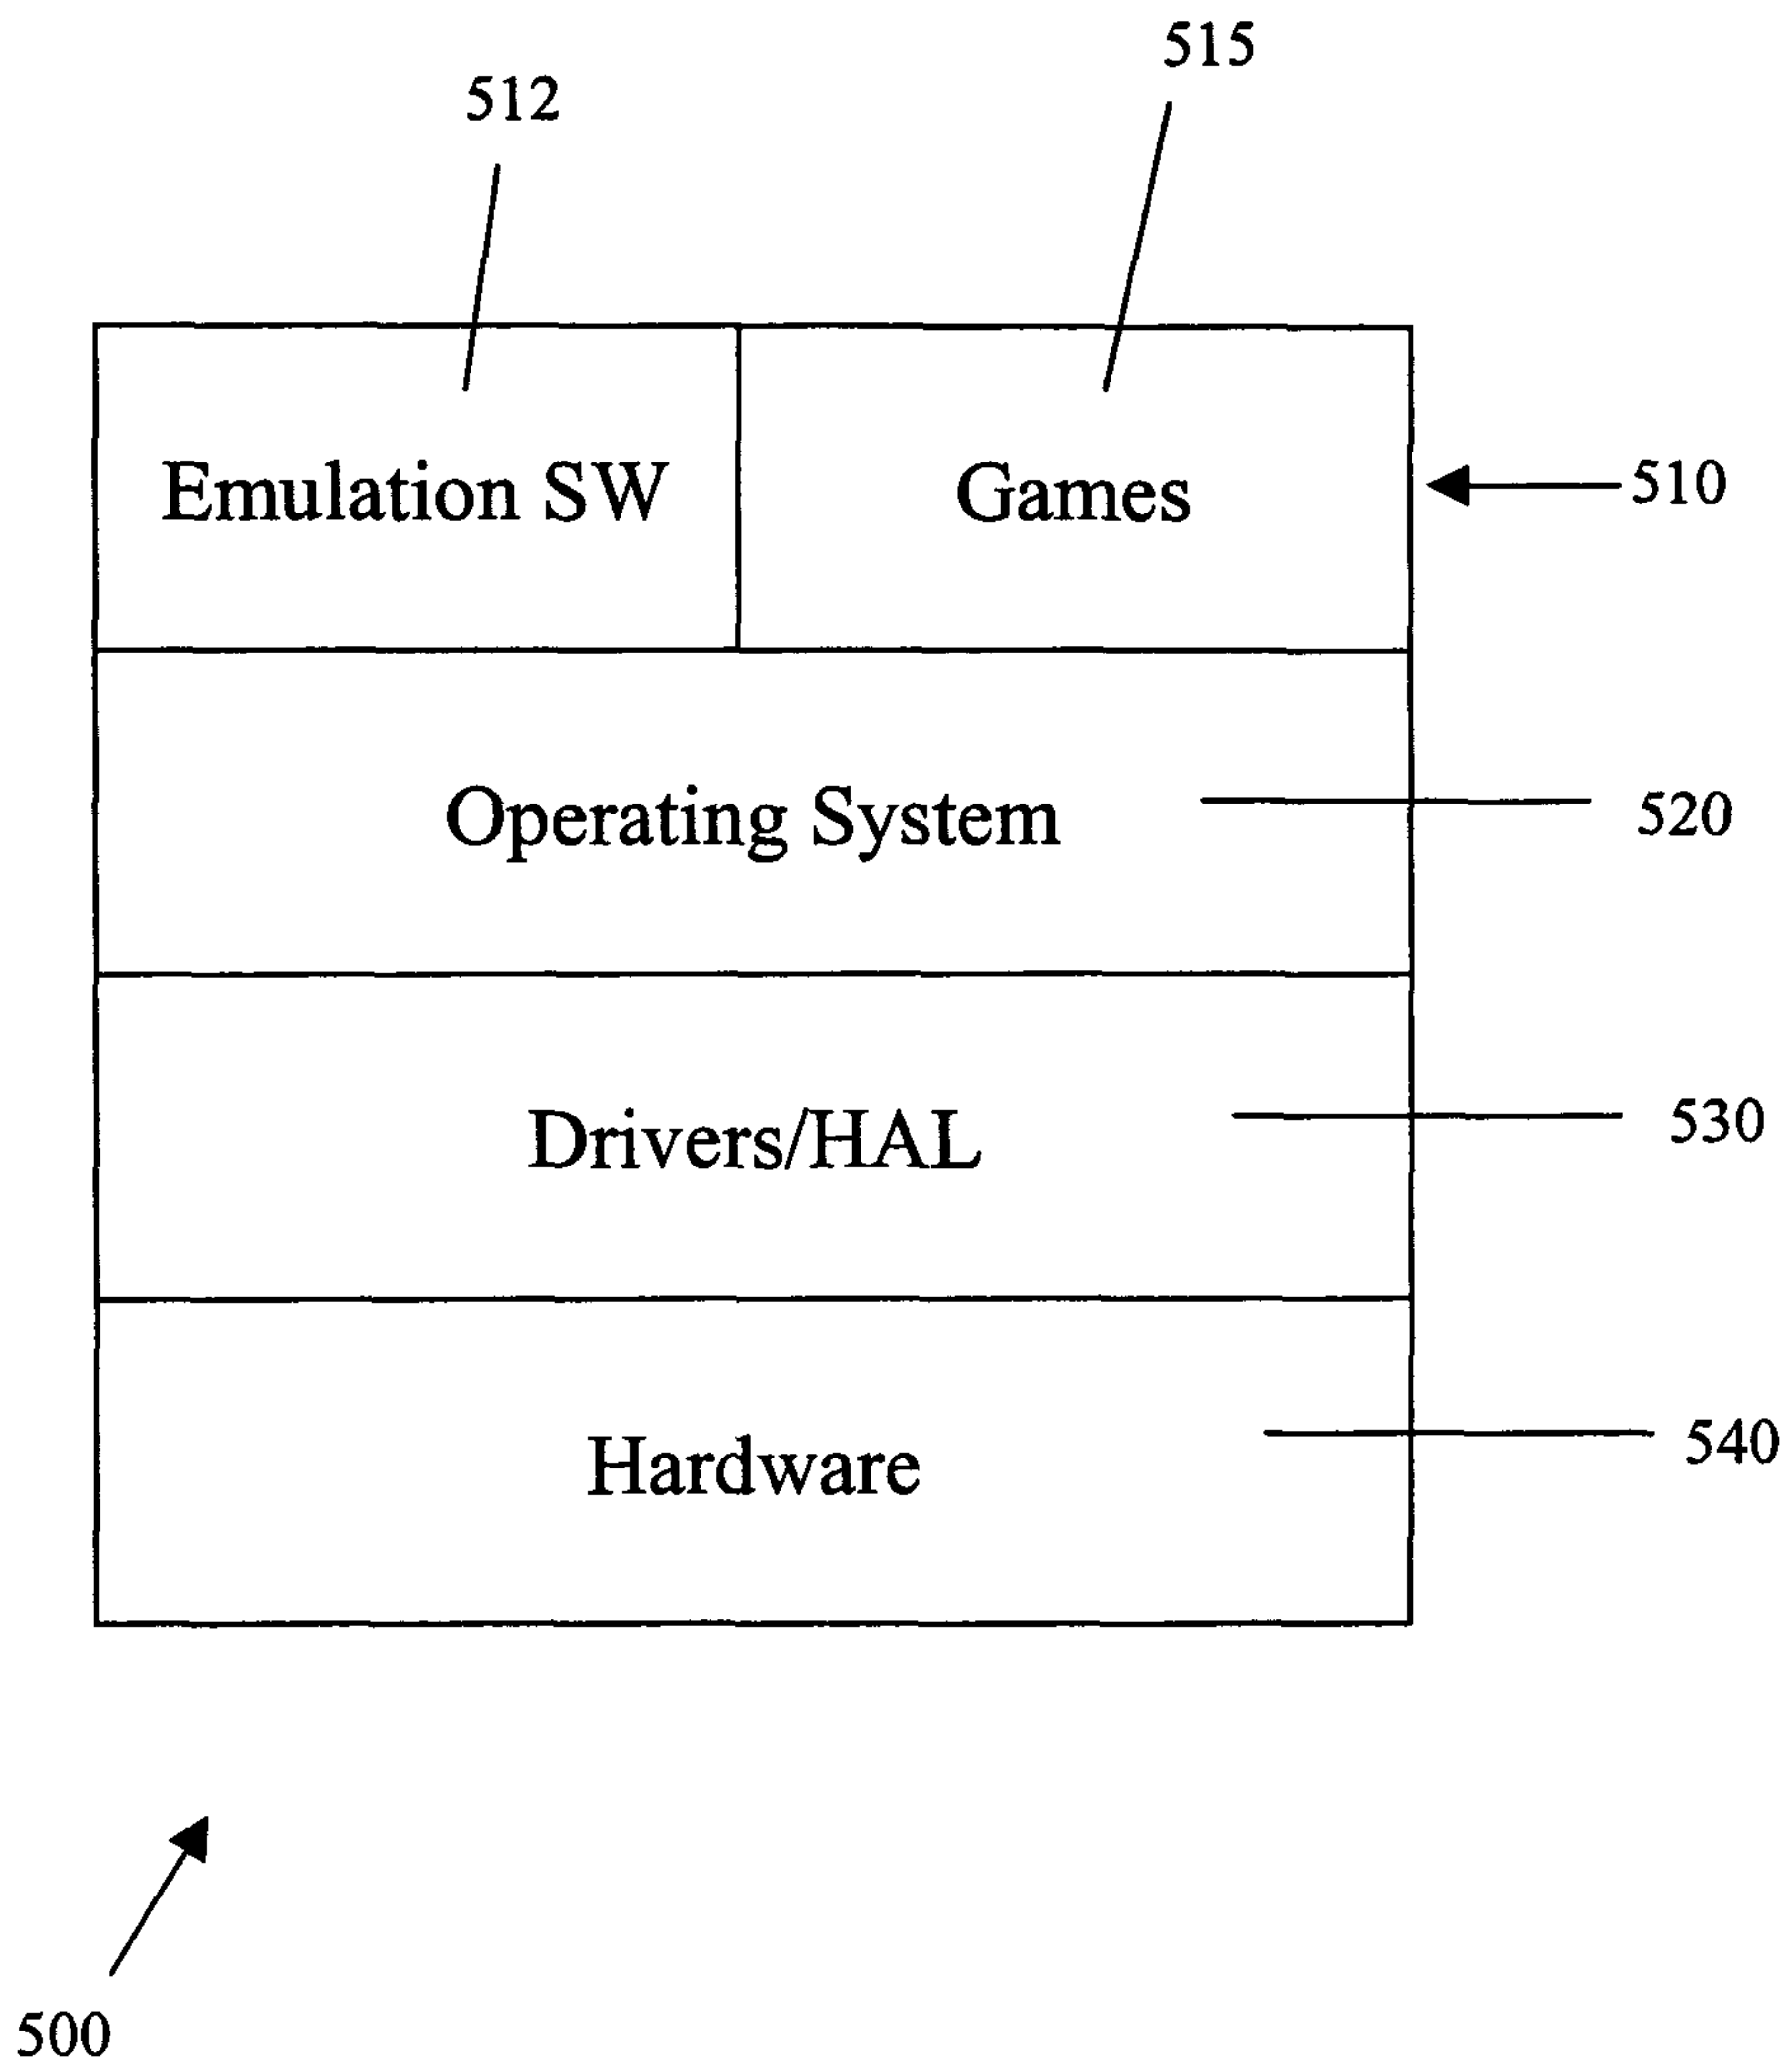 515
512
Emulation SW
Games
510
Operating System
520
Drivers/HAL
530
Hardware
540
500